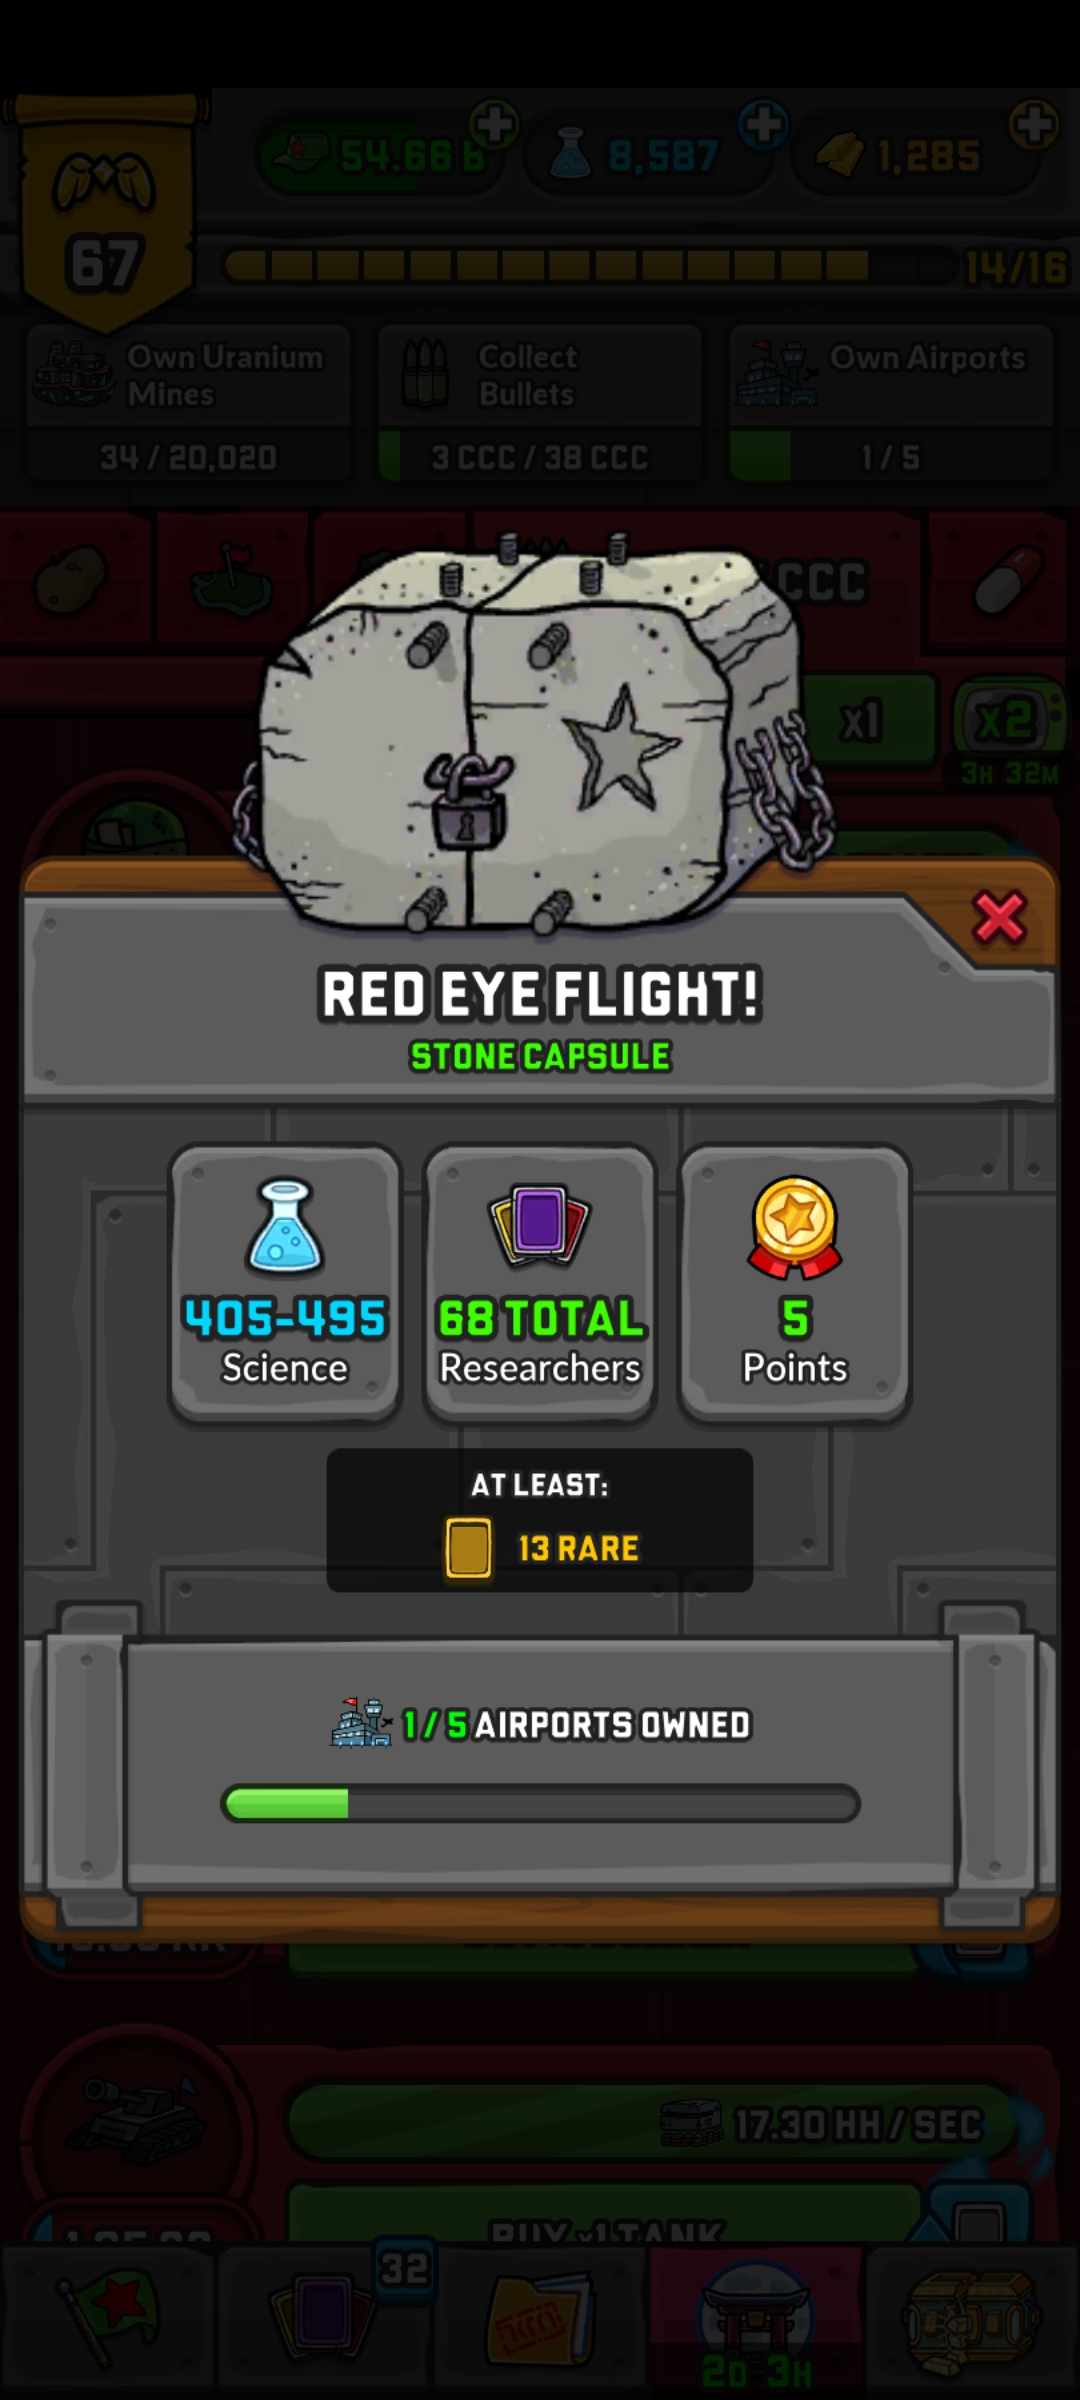 54.66 B
8,587
1,285
67
14/16
Own Uranium
Mines
34 / 20,020
Collect
Bullets
3 CCC / 38 CCC
Own Airports
1 / 5
CCC
x1
x2
3H 32M
RED EYE FLIGHT!
STONE CAPSULE
405-495
Science
68 TOTAL
Researchers
5
Points
AT LEAST:
13 RARE
1 / 5 AIRPORTS OWNED
17.30 HH / SEC
BUY x1 TANK
32
2D 3H